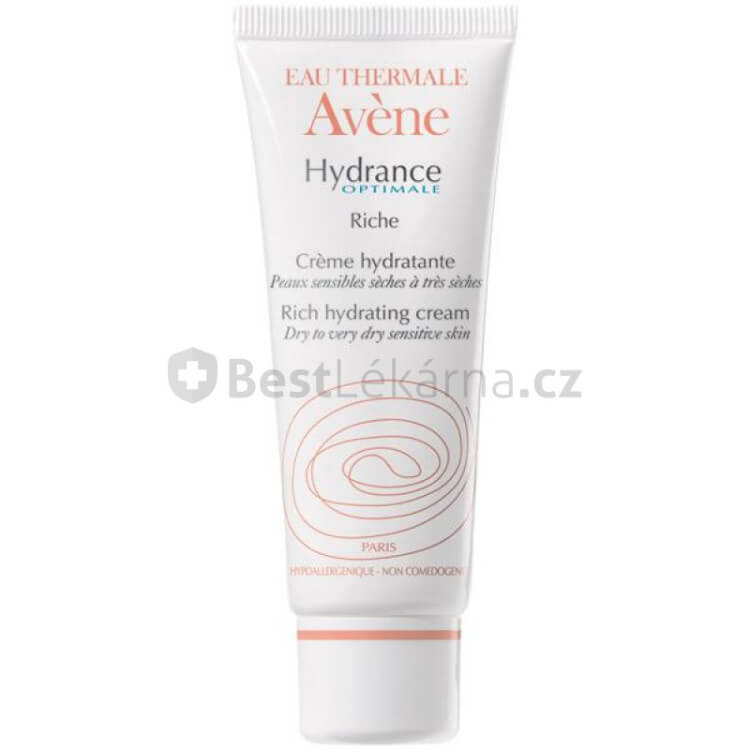 EAU THERMALE
Avène
Hydrance
OPTIMALE
Riche
Crème hydratante
Peaux sensibles sèches à très sèches
Rich hydrating cream
Dry to very dry sensitive skin
BestLékárna.cz
PARIS
HYPOALLERGENIQUE - NON COMEDOGENE